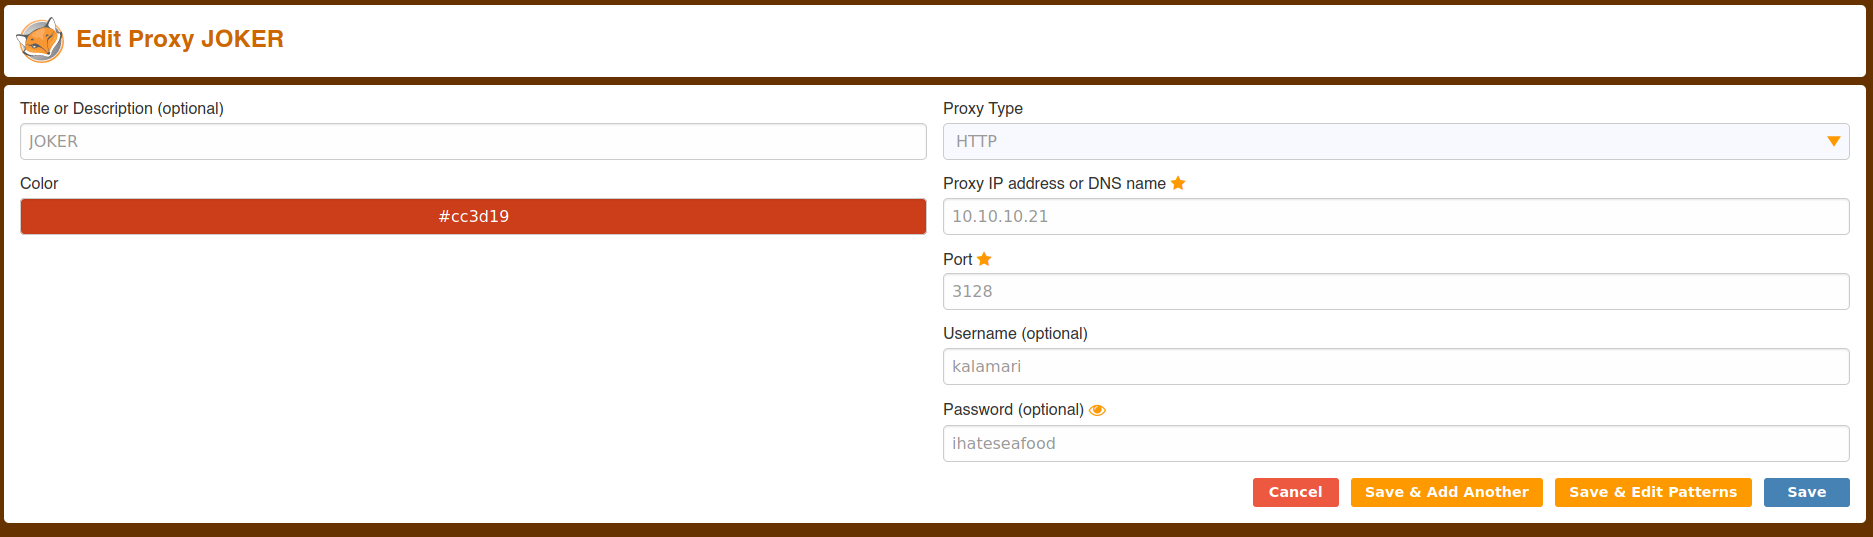 Edit Proxy JOKER
Title or Description (optional)
JOKER
Color
#cc3d19
Proxy Type
HTTP
Proxy IP address or DNS name
10.10.10.21
Port
3128
Username (optional)
kalamari
Password (optional)
ihateseafood
Cancel
Save & Add Another
Save & Edit Patterns
Save